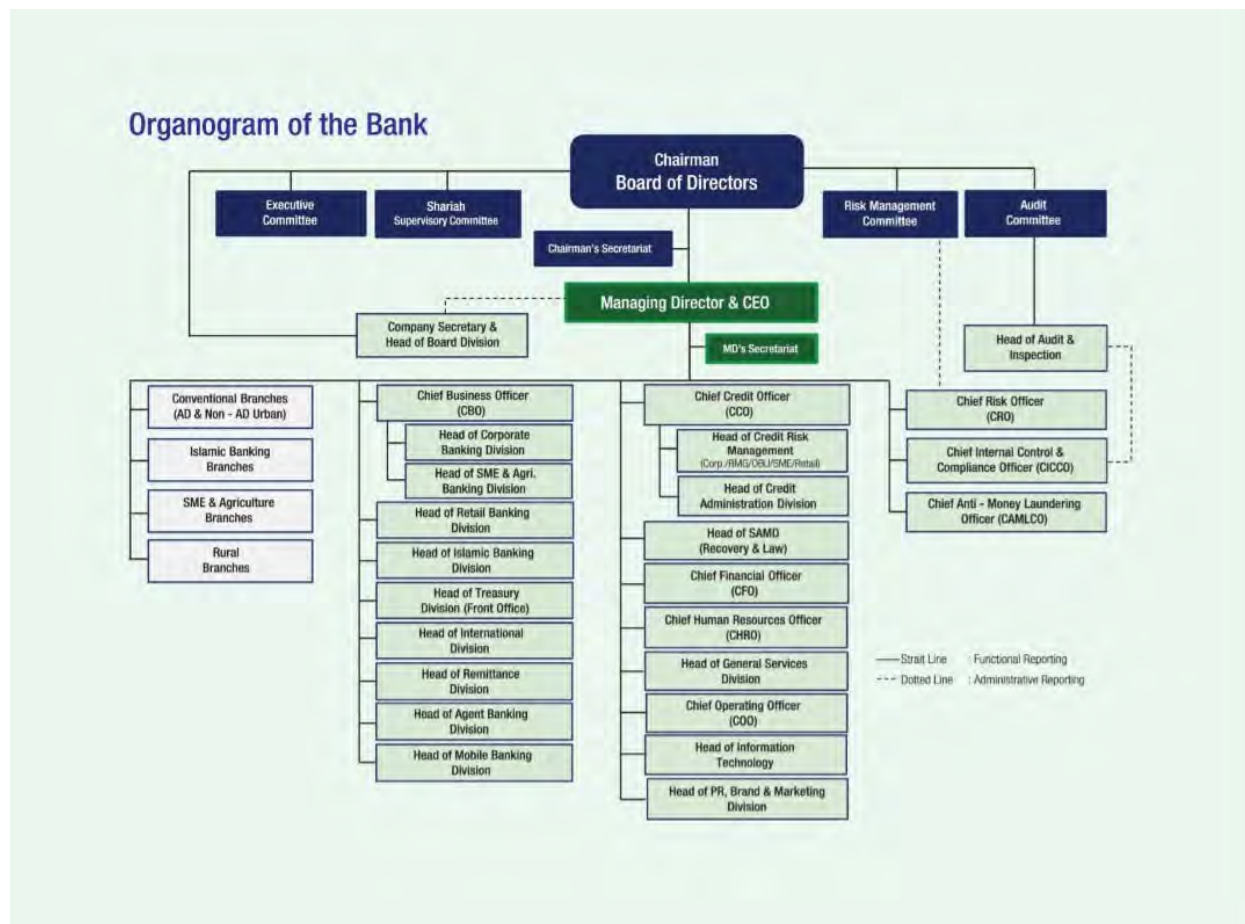 Organogram of the Bank
Chairman
Board of Directors
Executive
Committee
Shariah
Supervisory Committee
Risk Management
Committee
Audit
Committee
Chairman's Secretariat
Managing Director & CEO
Company Secretary &
Head of Board Division
MD's Secretariat
Head of Audit &
Inspection
Conventional Branches
(AD & Non - AD Urban)
Islamic Banking
Branches
SME & Agriculture
Branches
Rural
Branches
Chief Business Officer
(CBO)
Head of Corporate
Banking Division
Head of SME & Agri.
Banking Division
Head of Retail Banking
Division
Head of Islamic Banking
Division
Head of Treasury
Division (Front Office)
Head of International
Division
Head of Remittance
Division
Head of Agent Banking
Division
Head of Mobile Banking
Division
Chief Credit Officer
(CCO)
Head of Credit Risk
Management
(Corp./RMG/OBU/SME/Retail)
Head of Credit
Administration Division
Head of SAMD
(Recovery & Law)
Chief Financial Officer
(CFO)
Chief Human Resources Officer
(CHRO)
Head of General Services
Division
Chief Operating Officer
(COO)
Head of Information
Technology
Head of PR, Brand & Marketing
Division
Chief Risk Officer
(CRO)
Chief Internal Control &
Compliance Officer (CICCO)
Chief Anti - Money Laundering
Officer (CAMLCO)
Strait Line : Functional Reporting
Dotted Line : Administrative Reporting